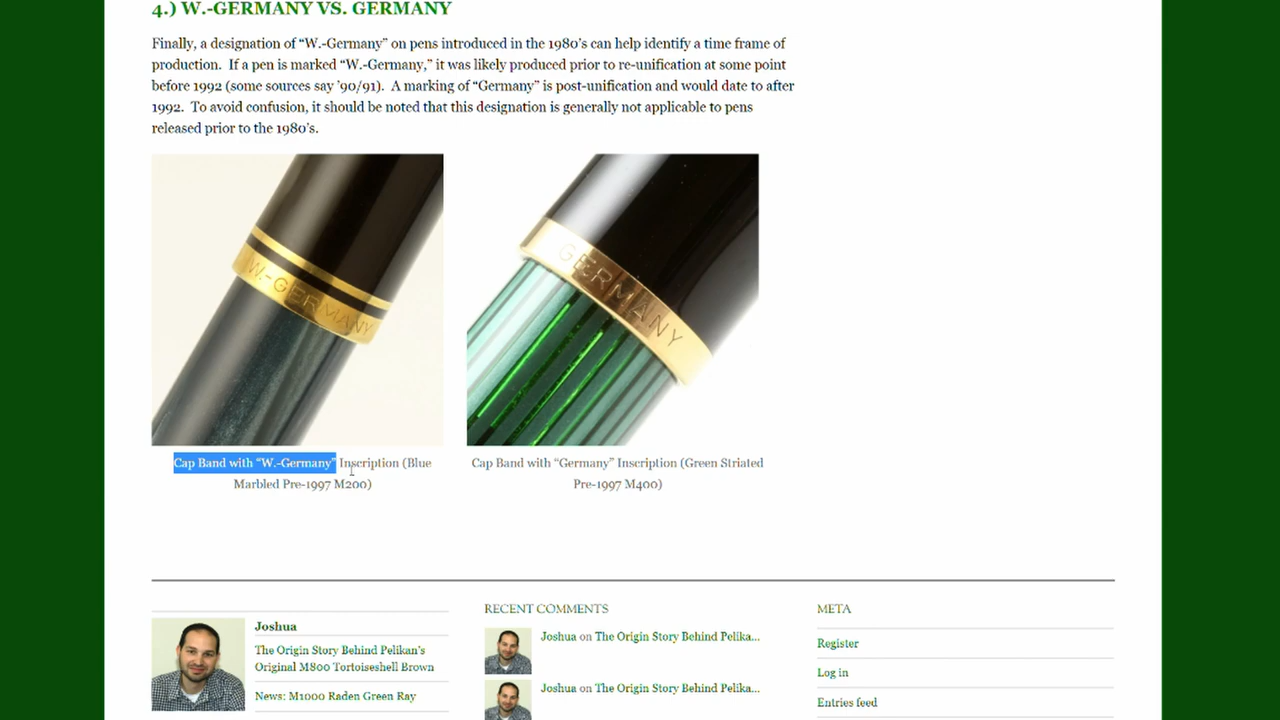 4.) W.-GERMANY VS. GERMANY
Finally, a designation of “W.-Germany” on pens introduced in the 1980’s can help identify a time frame of
production.  If a pen is marked “W.-Germany,” it was likely produced prior to re-unification at some point
before 1992 (some sources say ’90/91).  A marking of “Germany” is post-unification and would date to after
1992.  To avoid confusion, it should be noted that this designation is generally not applicable to pens
released prior to the 1980’s.
W.-GERMANY
GERMANY
Cap Band with “W.-Germany” Inscription (Blue
Marbled Pre-1997 M200)
Cap Band with “Germany” Inscription (Green Striated
Pre-1997 M400)
Joshua
The Origin Story Behind Pelikan’s
Original M800 Tortoiseshell Brown
News: M1000 Raden Green Ray
RECENT COMMENTS
Joshua on The Origin Story Behind Pelika...
Joshua on The Origin Story Behind Pelika...
META
Register
Log in
Entries feed